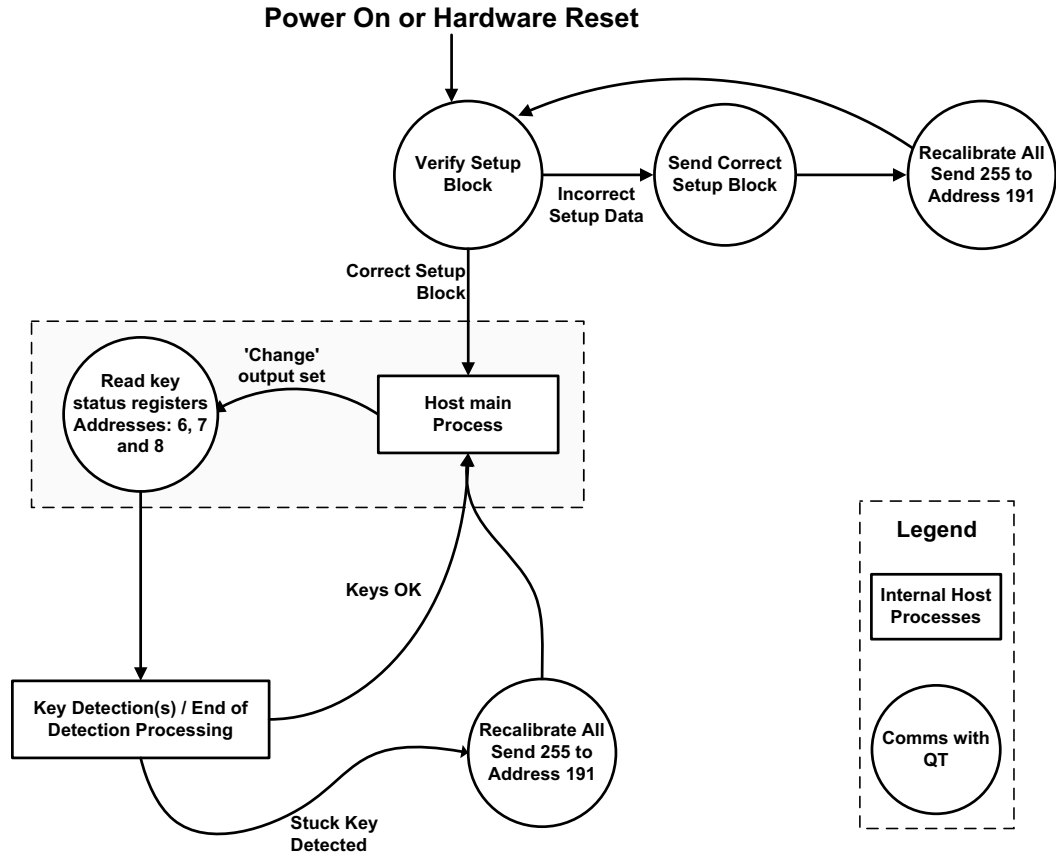 Power On or Hardware Reset
Verify Setup
Block
Incorrect
Setup Data
Send Correct
Setup Block
Recalibrate All
Send 255 to
Address 191
Correct Setup
Block
'Change'
output set
Read key
status registers
Addresses: 6, 7
and 8
Host main
Process
Keys OK
Key Detection(s) / End of
Detection Processing
Stuck Key
Detected
Recalibrate All
Send 255 to
Address 191
Legend
Internal Host
Processes
Comms with
QT